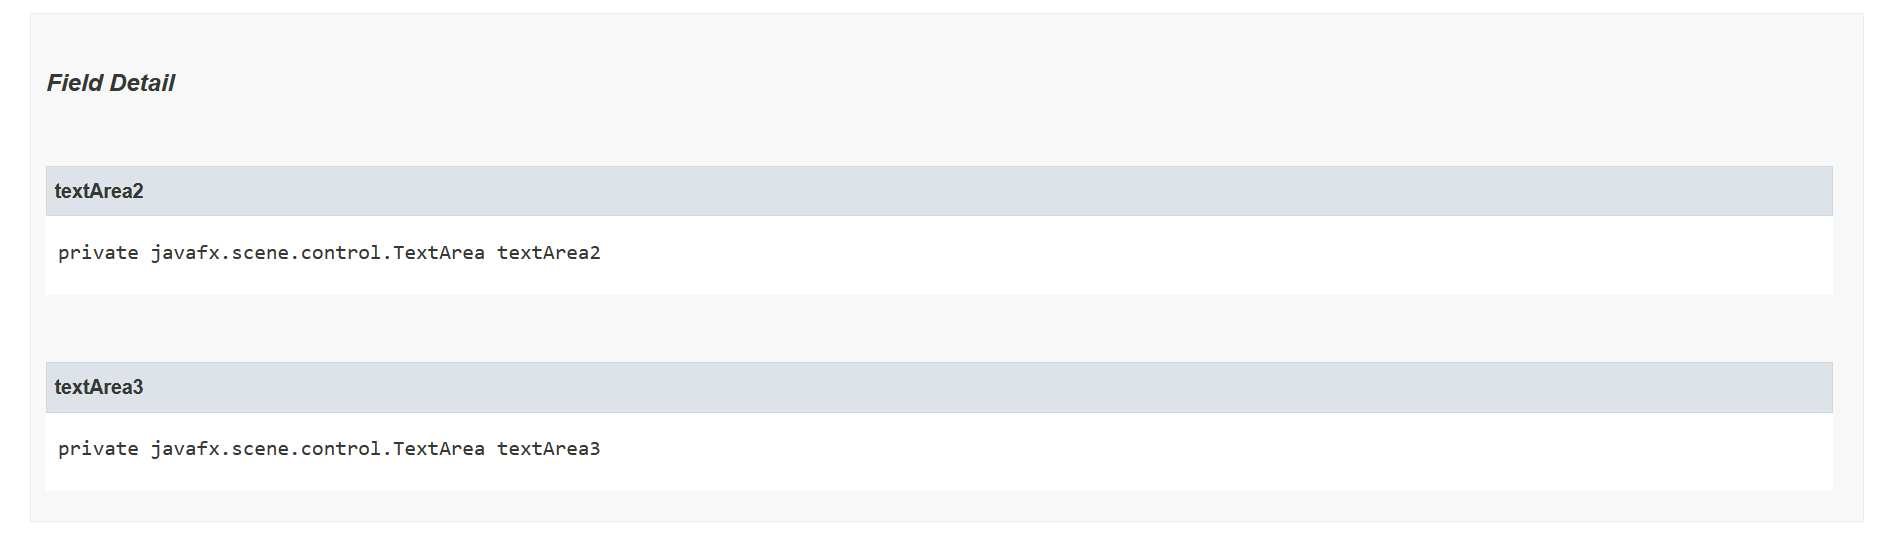 Field Detail
textArea2
private javafx.scene.control.TextArea textArea2
textArea3
private javafx.scene.control.TextArea textArea3